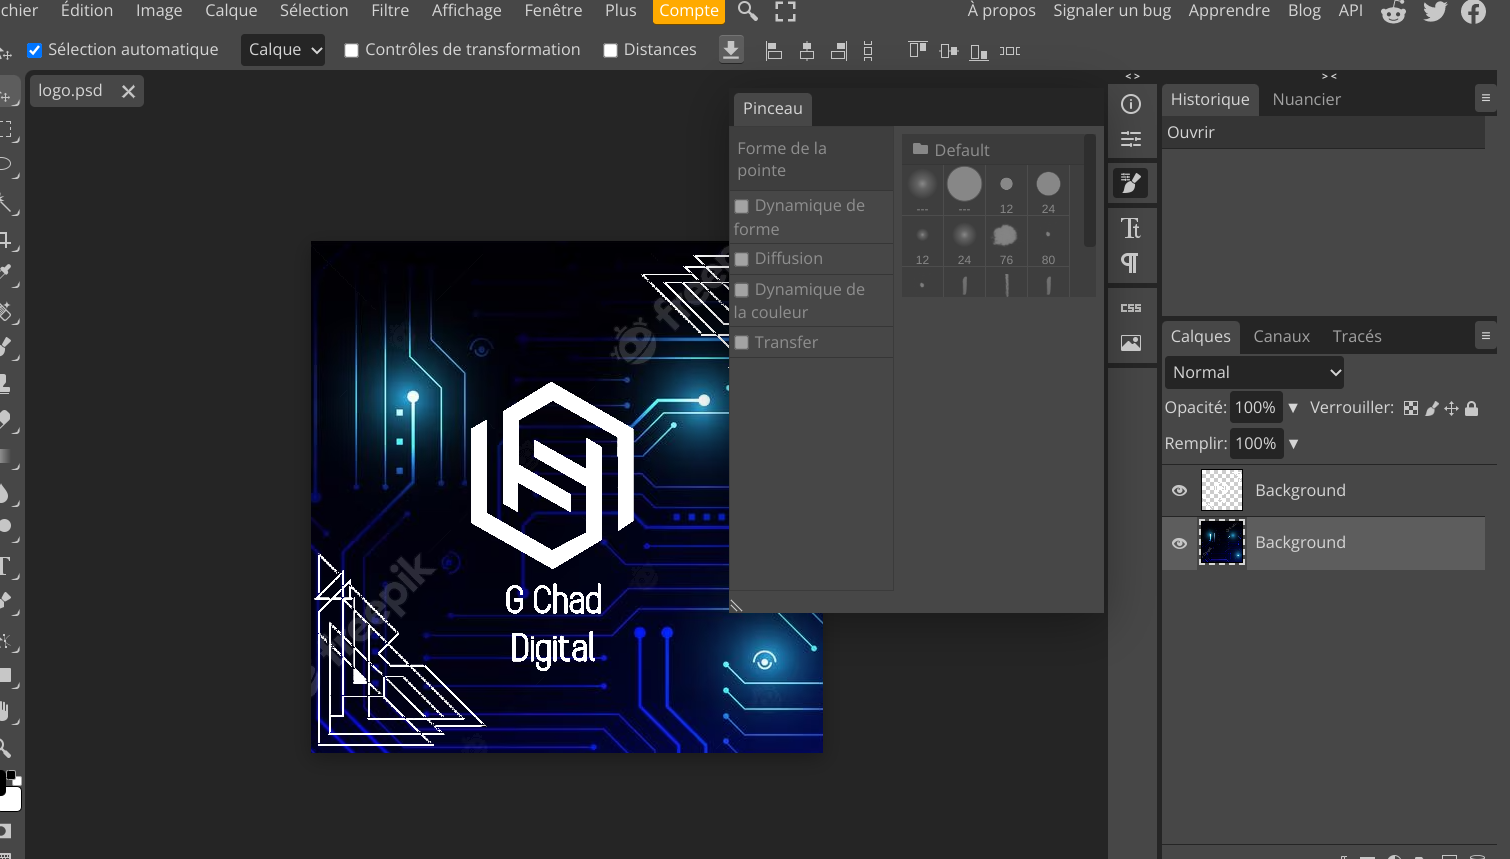 chier Édition Image Calque Sélection Filtre Affichage Fenêtre Plus Compte À propos Signaler un bug Apprendre Blog API
Sélection automatique Calque Contrôles de transformation Distances
logo.psd
Pinceau
Forme de la
pointe
Dynamique de
forme
Diffusion
Dynamique de
la couleur
Transfer
Default
--- --- 12 24
12 24 76 80
freep
freepik
G Chad
Digital
Tt
¶
CSS
< >
> <
Historique Nuancier
Ouvrir
Calques Canaux Tracés
Normal
Opacité: 100% Verrouiller:
Remplir: 100%
Background
Background